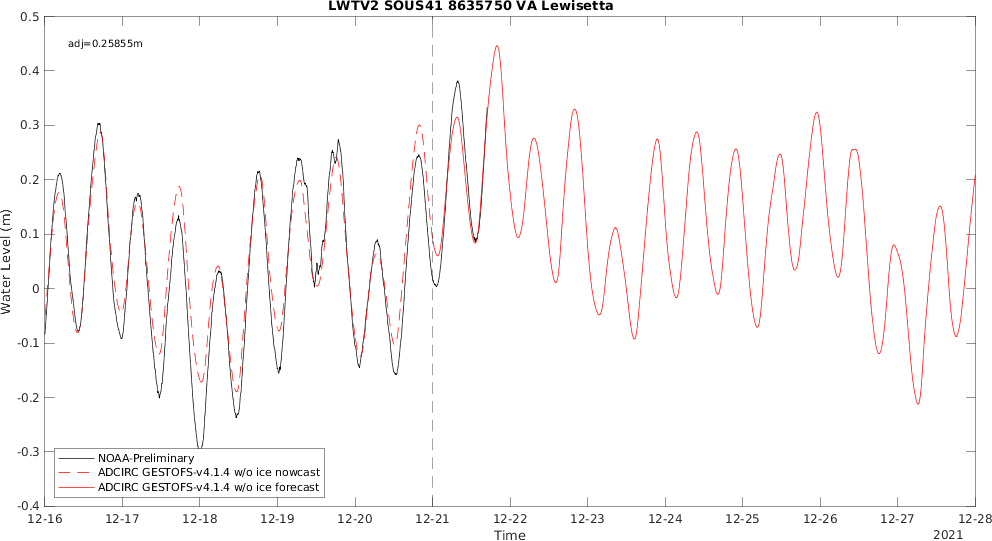 LWTV2 SOUS41 8635750 VA Lewisetta
adj=0.25855m
0.5
0.4
0.3
0.2
0.1
0
-0.1
-0.2
-0.3
-0.4
Water Level (m)
NOAA-Preliminary
ADCIRC GESTOFS-v4.1.4 w/o ice nowcast
ADCIRC GESTOFS-v4.1.4 w/o ice forecast
12-16 12-17 12-18 12-19 12-20 12-21 12-22 12-23 12-24 12-25 12-26 12-27 12-28
Time
2021